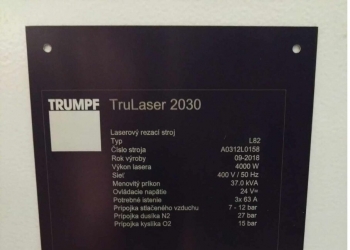 TRUMPF TruLaser 2030
Laserový rezací stroj
Typ L82
Číslo stroja A0312L0158
Rok výroby 09-2018
Výkon lasera 4000 W
Sieť 400 V / 50 Hz
Menovitý príkon 37.0 kVA
Ovládacie napätie 24 V=
Potrebné istenie 3x 63 A
Prípojka stlačeného vzduchu 7 - 12 bar
Prípojka dusíka N2 27 bar
Prípojka kyslíka O2 15 bar